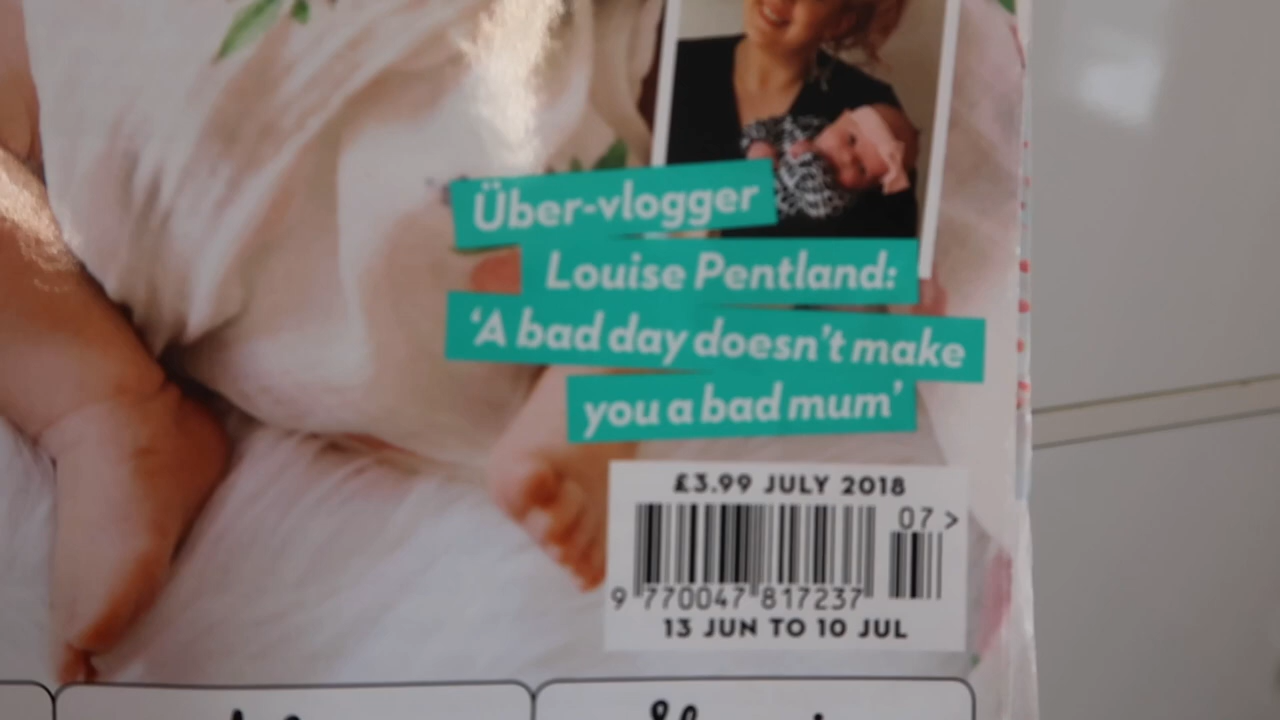 Über-vlogger
Louise Pentland:
‘A bad day doesn’t make
you a bad mum’
£3.99 JULY 2018
07 >
9 770047 817237
13 JUN TO 10 JUL